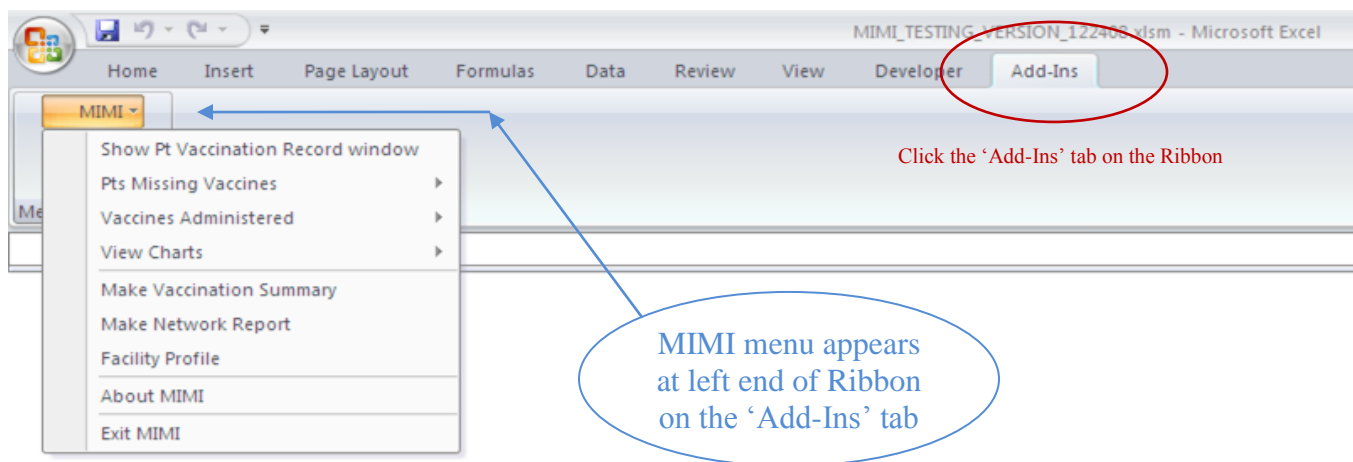 MIMI_TESTING_VERSION_122408.xlsm - Microsoft Excel
Home Insert Page Layout Formulas Data Review View Developer Add-Ins
MIMI
Click the ‘Add-Ins’ tab on the Ribbon
Show Pt Vaccination Record window
Pts Missing Vaccines
Vaccines Administered
View Charts
Make Vaccination Summary
Make Network Report
Facility Profile
About MIMI
Exit MIMI
MIMI menu appears
at left end of Ribbon
on the ‘Add-Ins’ tab